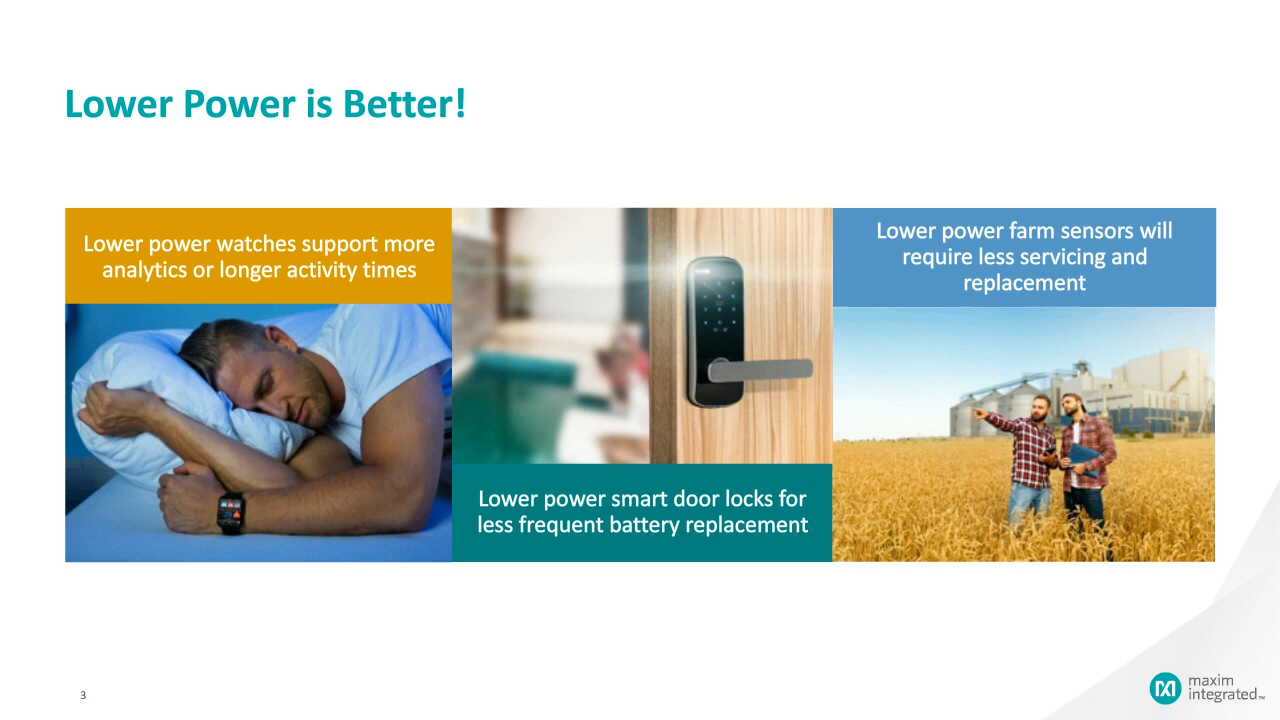 Lower Power is Better!
Lower power watches support more
analytics or longer activity times
Lower power smart door locks for
less frequent battery replacement
Lower power farm sensors will
require less servicing and
replacement
3
maxim
integrated™